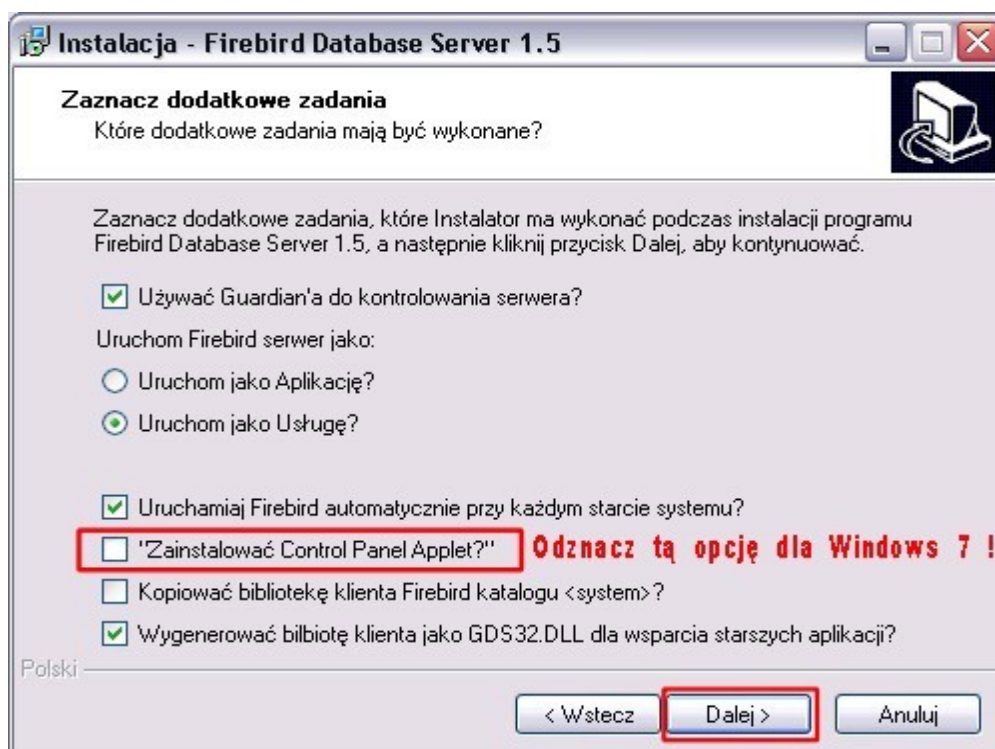 Instalacja - Firebird Database Server 1.5
Zaznacz dodatkowe zadania
Które dodatkowe zadania mają być wykonane?
Zaznacz dodatkowe zadania, które Instalator ma wykonać podczas instalacji programu
Firebird Database Server 1.5, a następnie kliknij przycisk Dalej, aby kontynuować.
Używać Guardian'a do kontrolowania serwera?
Uruchom Firebird serwer jako:
Uruchom jako Aplikację?
Uruchom jako Usługę?
Uruchamiaj Firebird automatycznie przy każdym starcie systemu?
"Zainstalować Control Panel Applet?" Odznacz tą opcję dla Windows 7 !
Kopiować bibliotekę klienta Firebird katalogu <system>?
Wygenerować bilbiotę klienta jako GDS32.DLL dla wsparcia starszych aplikacji?
Polski
< Wstecz Dalej > Anuluj